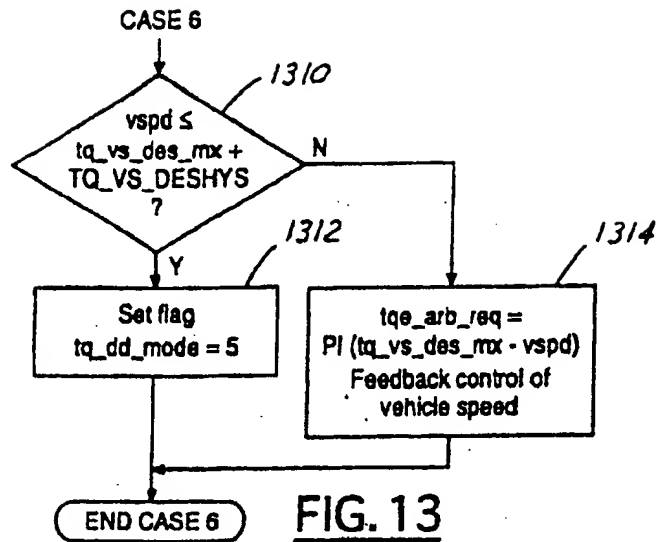 CASE 6
1310
vspd ≤
tq_vs_des_mx +
TQ_VS_DESHYS
?
N
Y
1312
Set flag
tq_dd_mode = 5
1314
tqe_arb_req =
PI (tq_vs_des_mx - vspd)
Feedback control of
vehicle speed
END CASE 6
FIG. 13